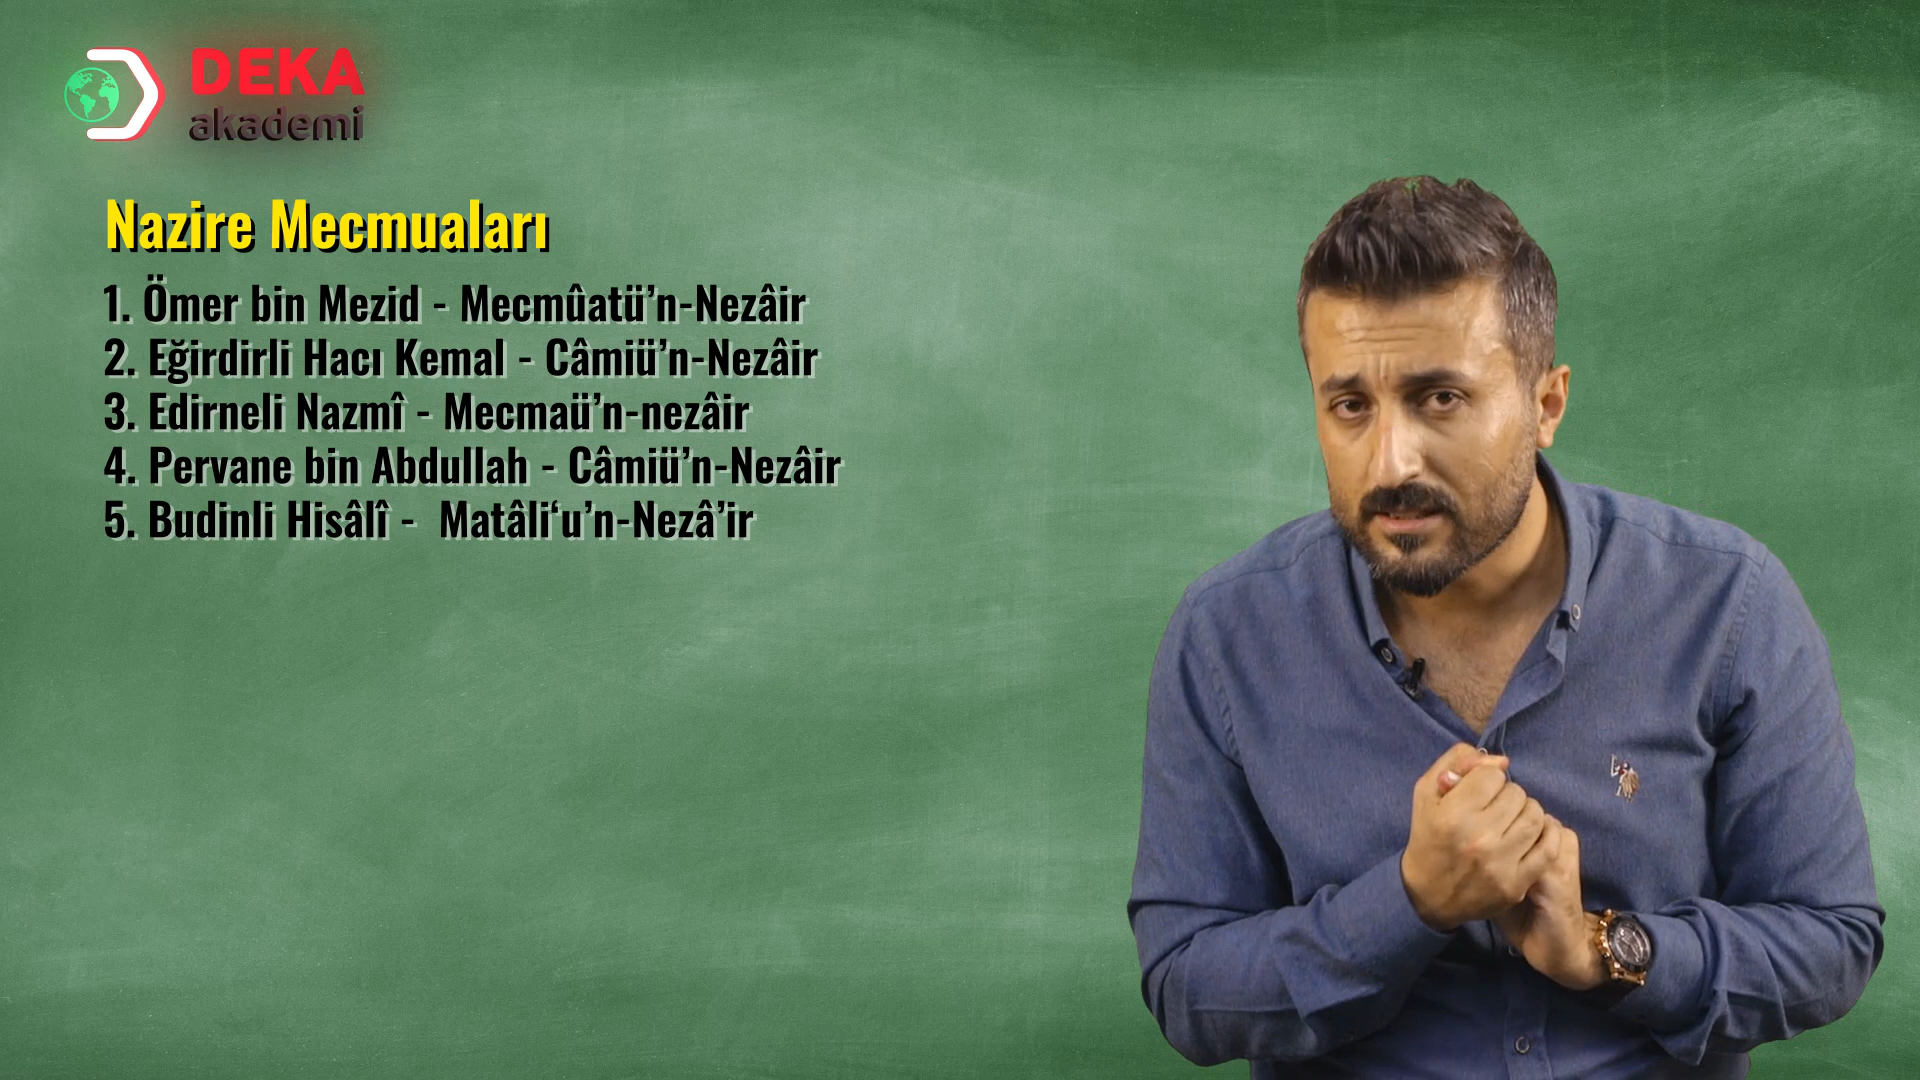 DEKA
akademi
Nazire Mecmuaları
1. Ömer bin Mezid - Mecmûatü’n-Nezâir
2. Eğirdirli Hacı Kemal - Câmiü’n-Nezâir
3. Edirneli Nazmî - Mecmaü’n-nezâir
4. Pervane bin Abdullah - Câmiü’n-Nezâir
5. Budinli Hisâlî - Matâli‘u’n-Nezâ’ir